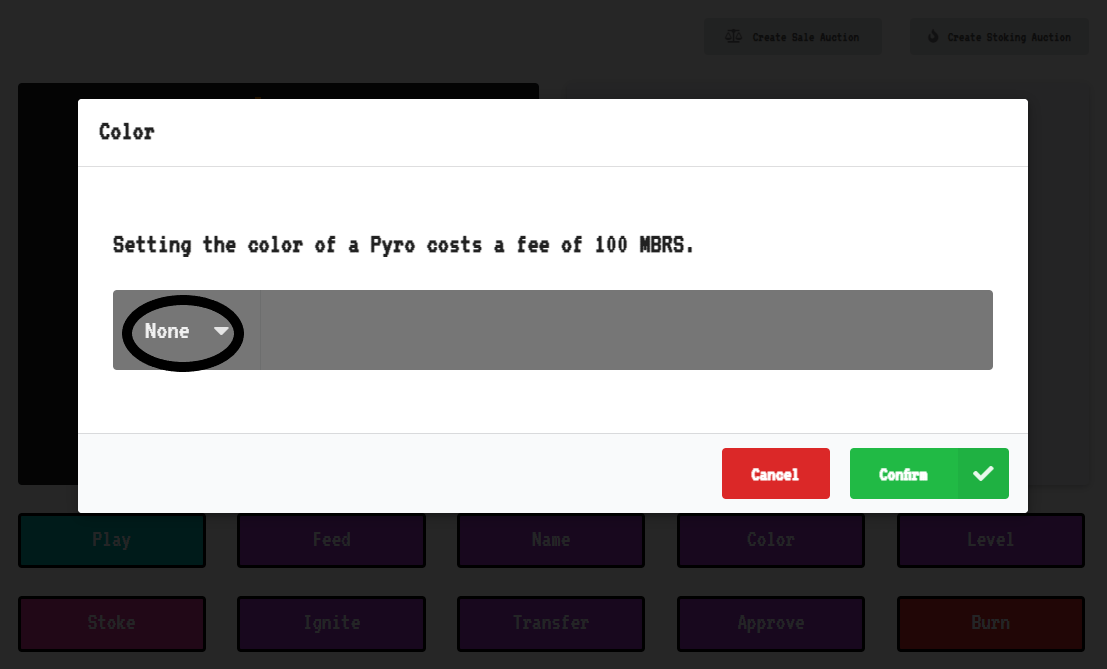 Create Sale Auction
Create Stoking Auction
Color
Setting the color of a Pyro costs a fee of 100 MBRS.
None
Cancel
Confirm
Play
Feed
Name
Color
Level
Stoke
Ignite
Transfer
Approve
Burn